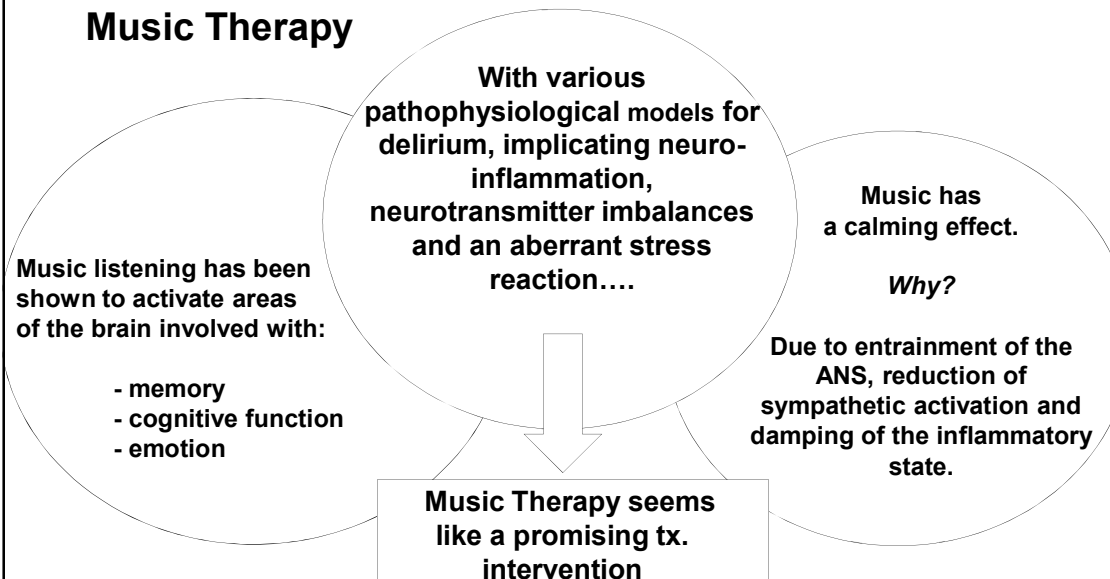 Music Therapy
With various
pathophysiological models for
delirium, implicating neuro-
inflammation,
neurotransmitter imbalances
and an aberrant stress
reaction....
Music listening has been
shown to activate areas
of the brain involved with:
- memory
- cognitive function
- emotion
Music has
a calming effect.
Why?
Due to entrainment of the
ANS, reduction of
sympathetic activation and
damping of the inflammatory
state.
Music Therapy seems
like a promising tx.
intervention